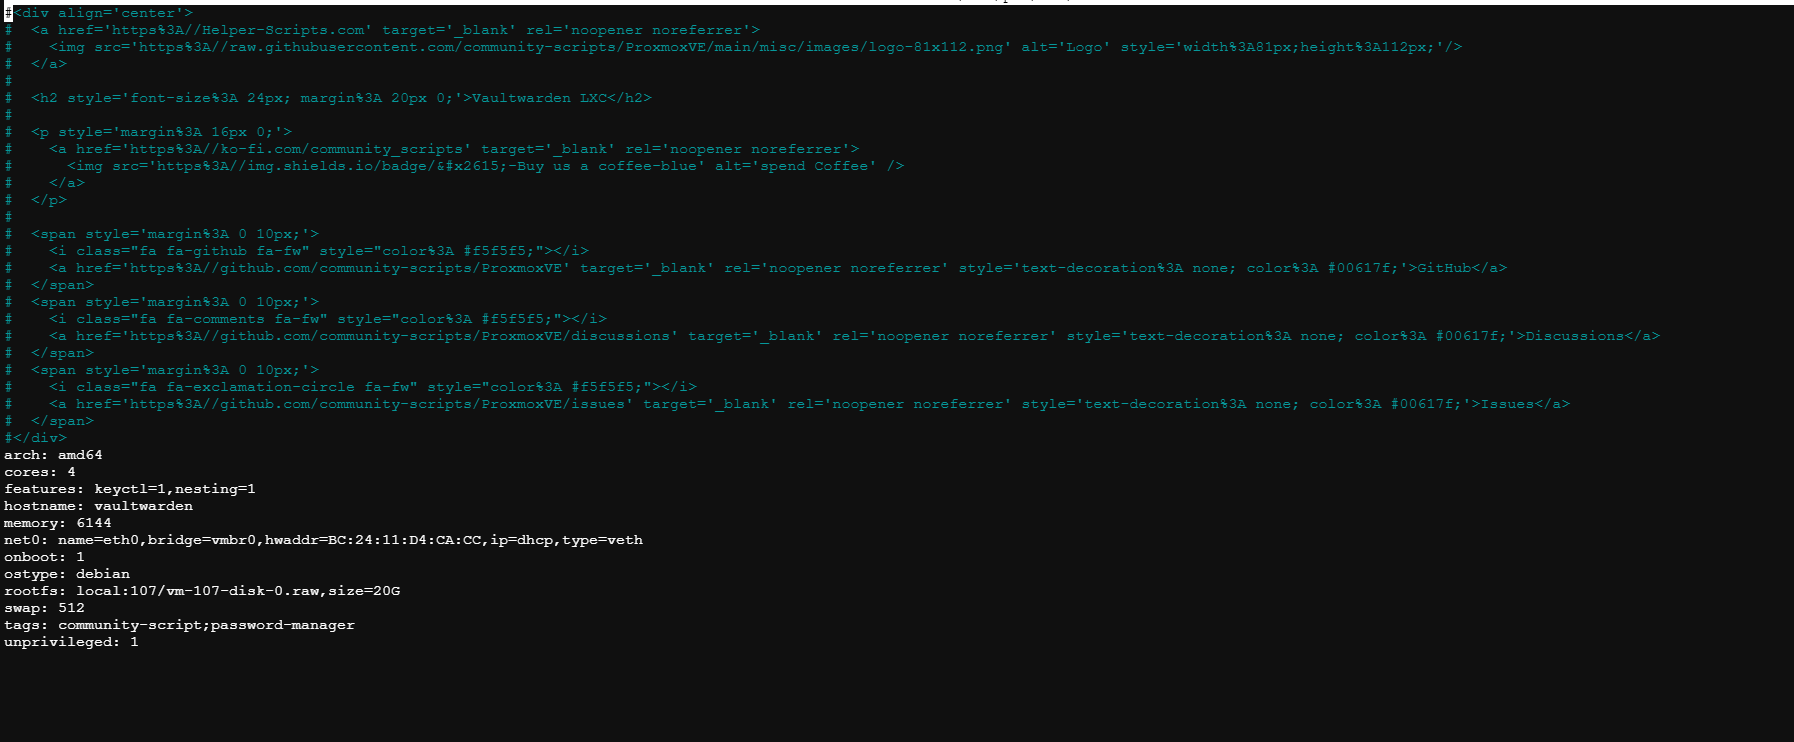 #<div align='center'>
#  <a href='https%3A//Helper-Scripts.com' target='_blank' rel='noopener noreferrer'>
#    <img src='https%3A//raw.githubusercontent.com/community-scripts/ProxmoxVE/main/misc/images/logo-81x112.png' alt='Logo' style='width%3A81px;height%3A112px;'/>
#  </a>
#
#  <h2 style='font-size%3A 24px; margin%3A 20px 0;'>Vaultwarden LXC</h2>
#
#  <p style='margin%3A 16px 0;'>
#    <a href='https%3A//ko-fi.com/community_scripts' target='_blank' rel='noopener noreferrer'>
#      <img src='https%3A//img.shields.io/badge/&#x2615;-Buy us a coffee-blue' alt='spend Coffee' />
#    </a>
#  </p>
#
#  <span style='margin%3A 0 10px;'>
#    <i class="fa fa-github fa-fw" style="color%3A #f5f5f5;"></i>
#    <a href='https%3A//github.com/community-scripts/ProxmoxVE' target='_blank' rel='noopener noreferrer' style='text-decoration%3A none; color%3A #00617f;'>GitHub</a>
#  </span>
#  <span style='margin%3A 0 10px;'>
#    <i class="fa fa-comments fa-fw" style="color%3A #f5f5f5;"></i>
#    <a href='https%3A//github.com/community-scripts/ProxmoxVE/discussions' target='_blank' rel='noopener noreferrer' style='text-decoration%3A none; color%3A #00617f;'>Discussions</a>
#  </span>
#  <span style='margin%3A 0 10px;'>
#    <i class="fa fa-exclamation-circle fa-fw" style="color%3A #f5f5f5;"></i>
#    <a href='https%3A//github.com/community-scripts/ProxmoxVE/issues' target='_blank' rel='noopener noreferrer' style='text-decoration%3A none; color%3A #00617f;'>Issues</a>
#  </span>
#</div>
arch: amd64
cores: 4
features: keyctl=1,nesting=1
hostname: vaultwarden
memory: 6144
net0: name=eth0,bridge=vmbr0,hwaddr=BC:24:11:D4:CA:CC,ip=dhcp,type=veth
onboot: 1
ostype: debian
rootfs: local:107/vm-107-disk-0.raw,size=20G
swap: 512
tags: community-script;password-manager
unprivileged: 1